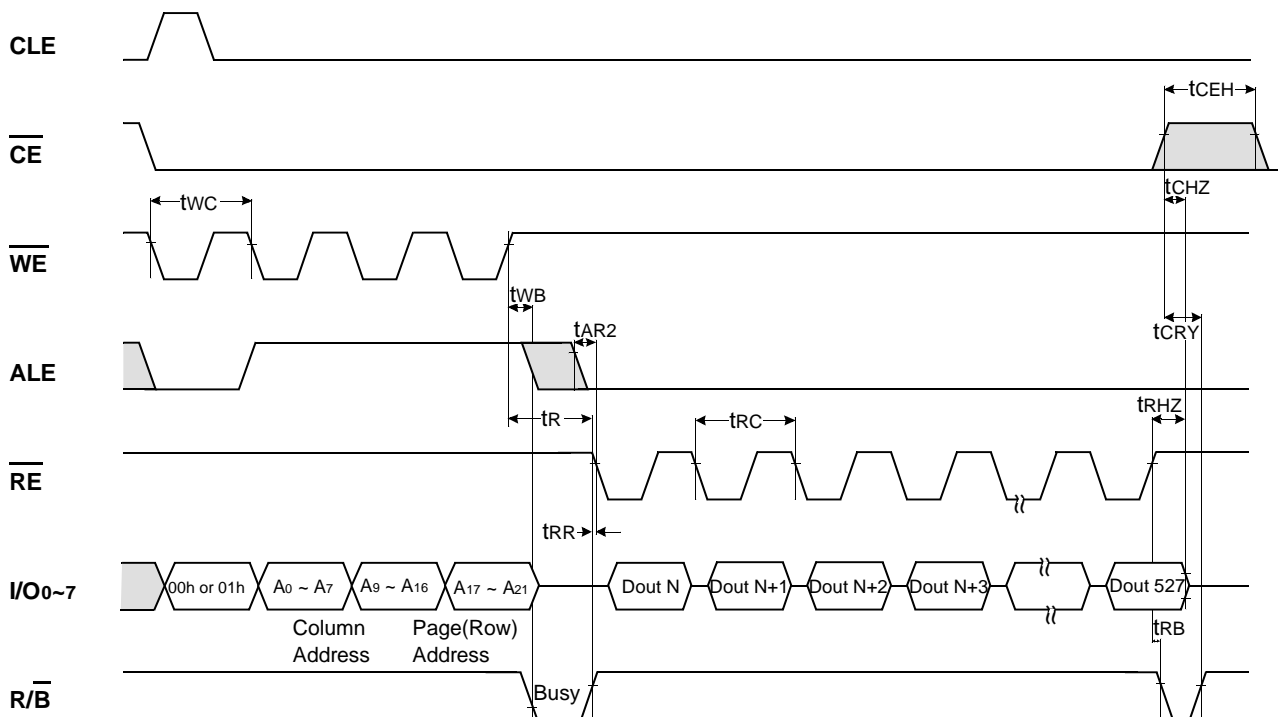 CLE
tCEH
CE
tCHZ
tWC
WE
tWB
tAR2
tCRY
ALE
tR
tRC
tRHZ
RE
tRR
I/O0~7
00h or 01h
A0 ~ A7
A9 ~ A16
A17 ~ A21
Dout N
Dout N+1
Dout N+2
Dout N+3
Dout 527
Column
Address
Page(Row)
Address
tRB
R/B
Busy